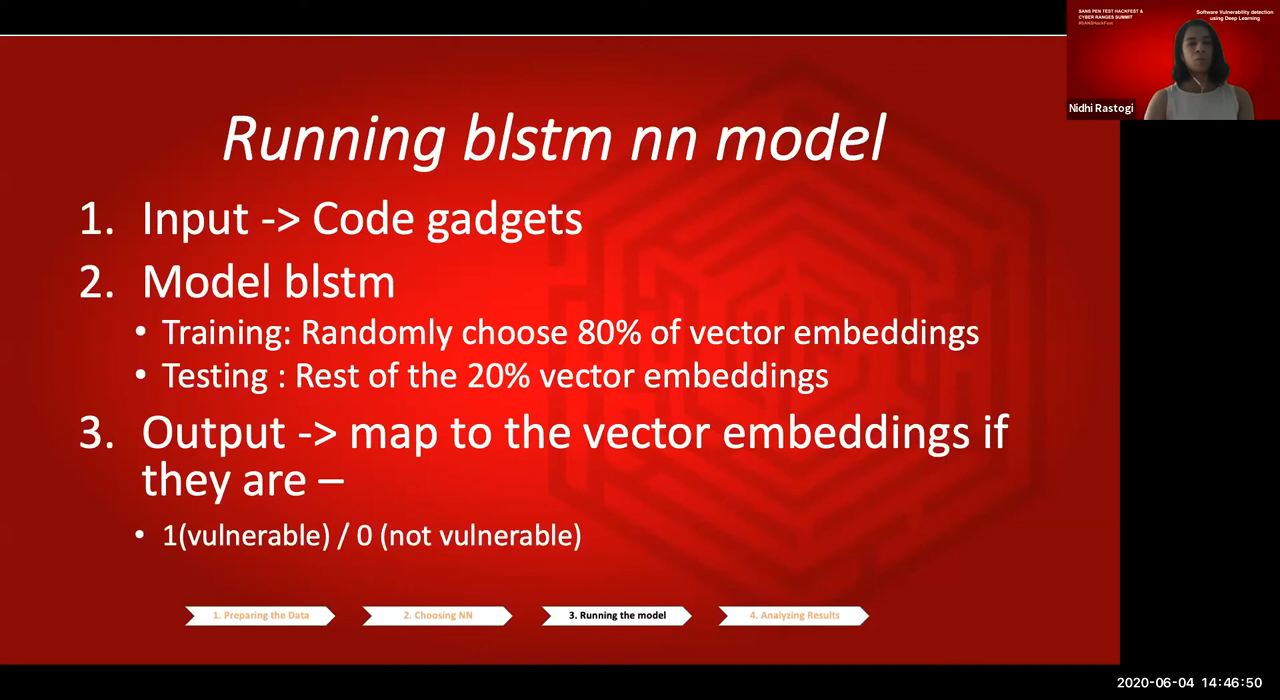 SANS PEN TEST HACKFEST &
CYBER RANGES SUMMIT
#SANSHackFest
Software Vulnerability detection
using Deep Learning
Nidhi Rastogi
Running blstm nn model
1. Input -> Code gadgets
2. Model blstm
• Training: Randomly choose 80% of vector embeddings
• Testing : Rest of the 20% vector embeddings
3. Output -> map to the vector embeddings if
they are –
• 1(vulnerable) / 0 (not vulnerable)
1. Preparing the Data
2. Choosing NN
3. Running the model
4. Analyzing Results
2020-06-04 14:46:50